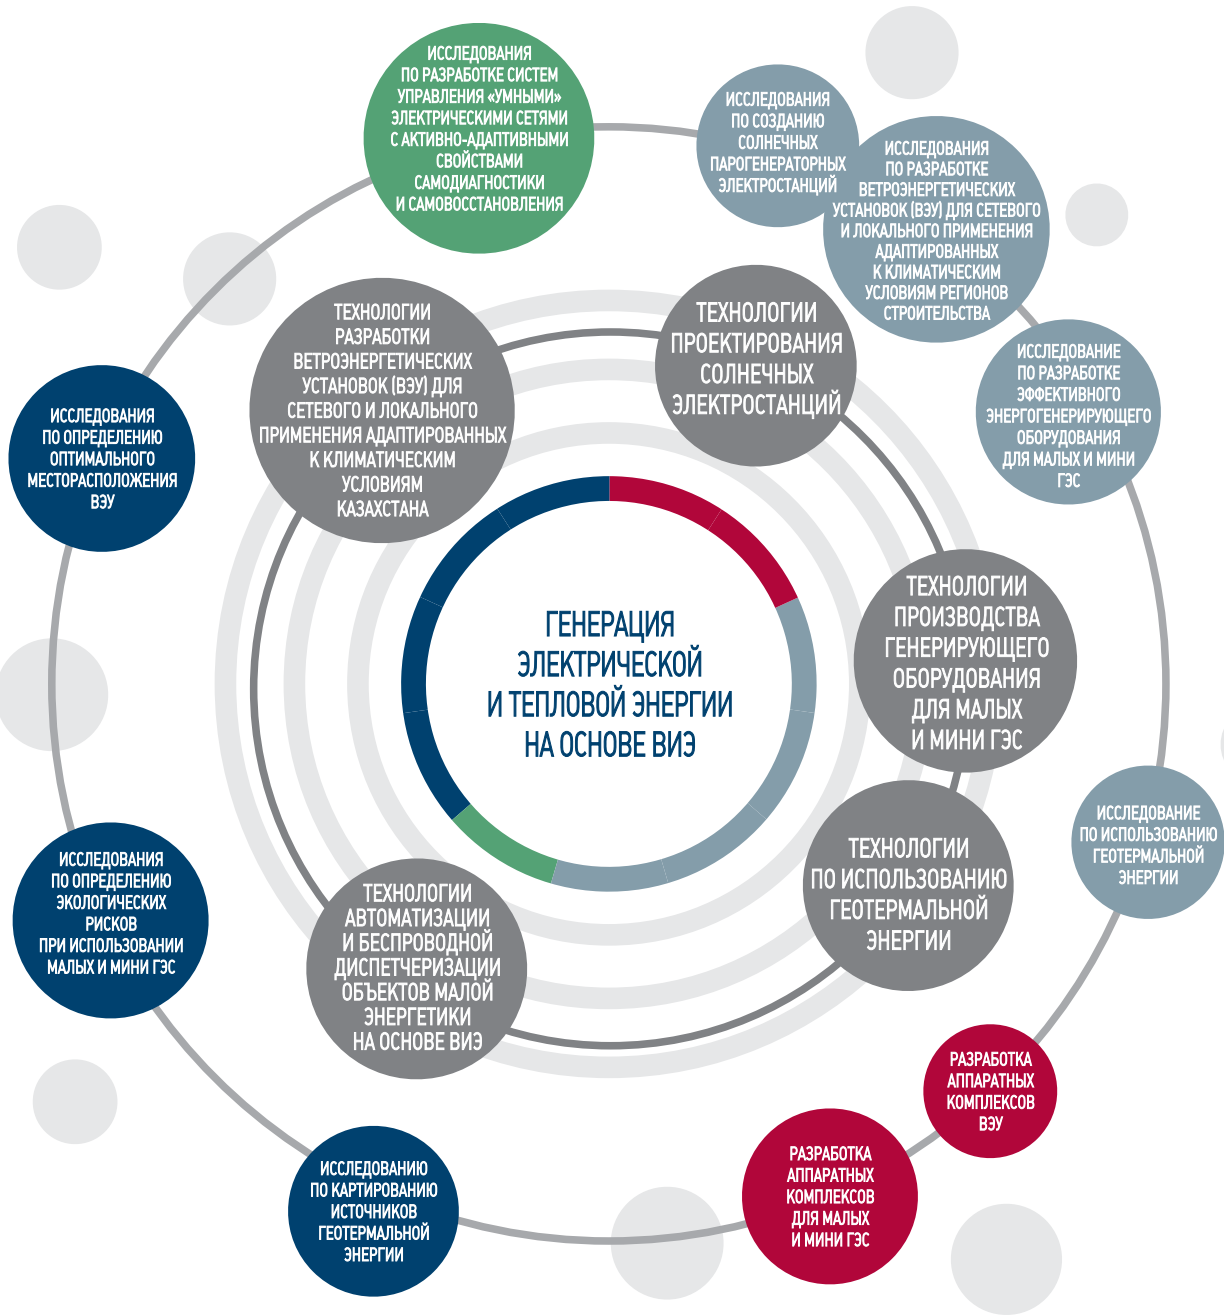 ИССЛЕДОВАНИЯ
ПО РАЗРАБОТКЕ СИСТЕМ
УПРАВЛЕНИЯ «УМНЫМИ»
ЭЛЕКТРИЧЕСКИМИ СЕТЯМИ
С АКТИВНО-АДАПТИВНЫМИ
СВОЙСТВАМИ
САМОДИАГНОСТИКИ
И САМОВОССТАНОВЛЕНИЯ
ИССЛЕДОВАНИЯ
ПО СОЗДАНИЮ
СОЛНЕЧНЫХ
ПАРОГЕНЕРАТОРНЫХ
ЭЛЕКТРОСТАНЦИЙ
ИССЛЕДОВАНИЯ
ПО РАЗРАБОТКЕ
ВЕТРОЭНЕРГЕТИЧЕСКИХ
УСТАНОВОК (ВЭУ) ДЛЯ СЕТЕВОГО
И ЛОКАЛЬНОГО ПРИМЕНЕНИЯ
АДАПТИРОВАННЫХ
К КЛИМАТИЧЕСКИМ
УСЛОВИЯМ РЕГИОНОВ
СТРОИТЕЛЬСТВА
ТЕХНОЛОГИИ
РАЗРАБОТКИ
ВЕТРОЭНЕРГЕТИЧЕСКИХ
УСТАНОВОК (ВЭУ) ДЛЯ
СЕТЕВОГО И ЛОКАЛЬНОГО
ПРИМЕНЕНИЯ АДАПТИРОВАННЫХ
К КЛИМАТИЧЕСКИМ
УСЛОВИЯМ
КАЗАХСТАНА
ТЕХНОЛОГИИ
ПРОЕКТИРОВАНИЯ
СОЛНЕЧНЫХ
ЭЛЕКТРОСТАНЦИЙ
ИССЛЕДОВАНИЕ
ПО РАЗРАБОТКЕ
ЭФФЕКТИВНОГО
ЭНЕРГОГЕНЕРИРУЮЩЕГО
ОБОРУДОВАНИЯ
ДЛЯ МАЛЫХ И МИНИ
ГЭС
ИССЛЕДОВАНИЯ
ПО ОПРЕДЕЛЕНИЮ
ОПТИМАЛЬНОГО
МЕСТОРАСПОЛОЖЕНИЯ
ВЭУ
ГЕНЕРАЦИЯ
ЭЛЕКТРИЧЕСКОЙ
И ТЕПЛОВОЙ ЭНЕРГИИ
НА ОСНОВЕ ВИЭ
ТЕХНОЛОГИИ
ПРОИЗВОДСТВА
ГЕНЕРИРУЮЩЕГО
ОБОРУДОВАНИЯ
ДЛЯ МАЛЫХ
И МИНИ ГЭС
ИССЛЕДОВАНИЕ
ПО ИСПОЛЬЗОВАНИЮ
ГЕОТЕРМАЛЬНОЙ
ЭНЕРГИИ
ТЕХНОЛОГИИ
ПО ИСПОЛЬЗОВАНИЮ
ГЕОТЕРМАЛЬНОЙ
ЭНЕРГИИ
ИССЛЕДОВАНИЯ
ПО ОПРЕДЕЛЕНИЮ
ЭКОЛОГИЧЕСКИХ
РИСКОВ
ПРИ ИСПОЛЬЗОВАНИИ
МАЛЫХ И МИНИ ГЭС
ТЕХНОЛОГИИ
АВТОМАТИЗАЦИИ
И БЕСПРОВОДНОЙ
ДИСПЕТЧЕРИЗАЦИИ
ОБЪЕКТОВ МАЛОЙ
ЭНЕРГЕТИКИ
НА ОСНОВЕ ВИЭ
РАЗРАБОТКА
АППАРАТНЫХ
КОМПЛЕКСОВ
ВЭУ
РАЗРАБОТКА
АППАРАТНЫХ
КОМПЛЕКСОВ
ДЛЯ МАЛЫХ
И МИНИ ГЭС
ИССЛЕДОВАНИЮ
ПО КАРТИРОВАНИЮ
ИСТОЧНИКОВ
ГЕОТЕРМАЛЬНОЙ
ЭНЕРГИИ